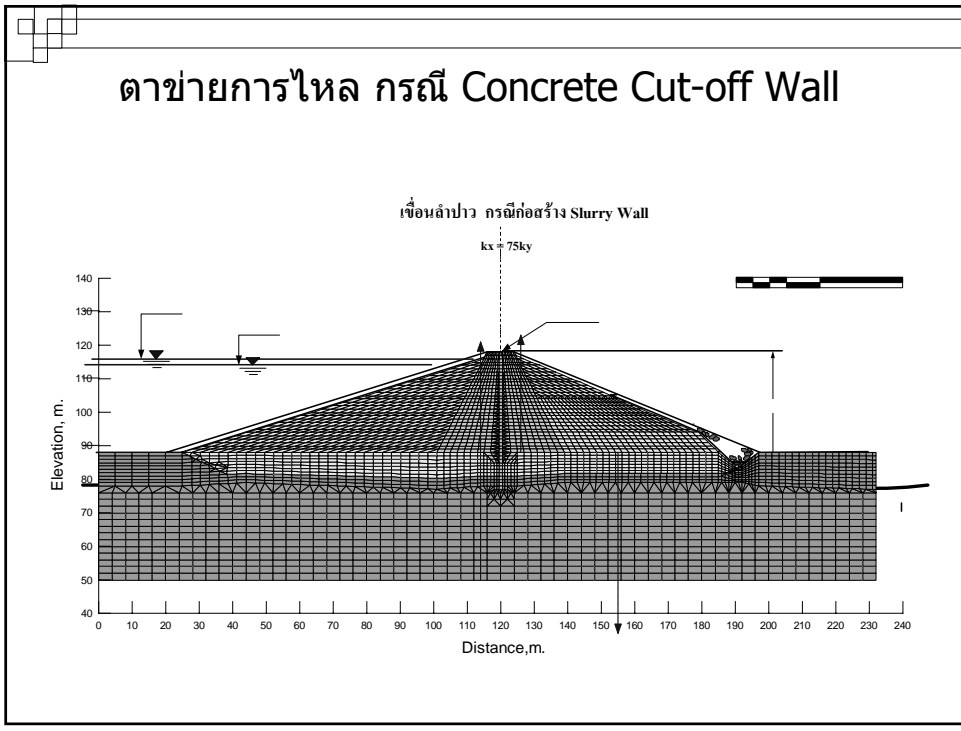 ตาข่ายการไหล กรณี Concrete Cut-off Wall
เขื่อนลำปาว กรณีก่อสร้าง Slurry Wall
kx = 75ky
140
130
120
110
100
90
80
70
60
50
40
Elevation, m.
0 10 20 30 40 50 60 70 80 90 100 110 120 130 140 150 160 170 180 190 200 210 220 230 240
Distance,m.